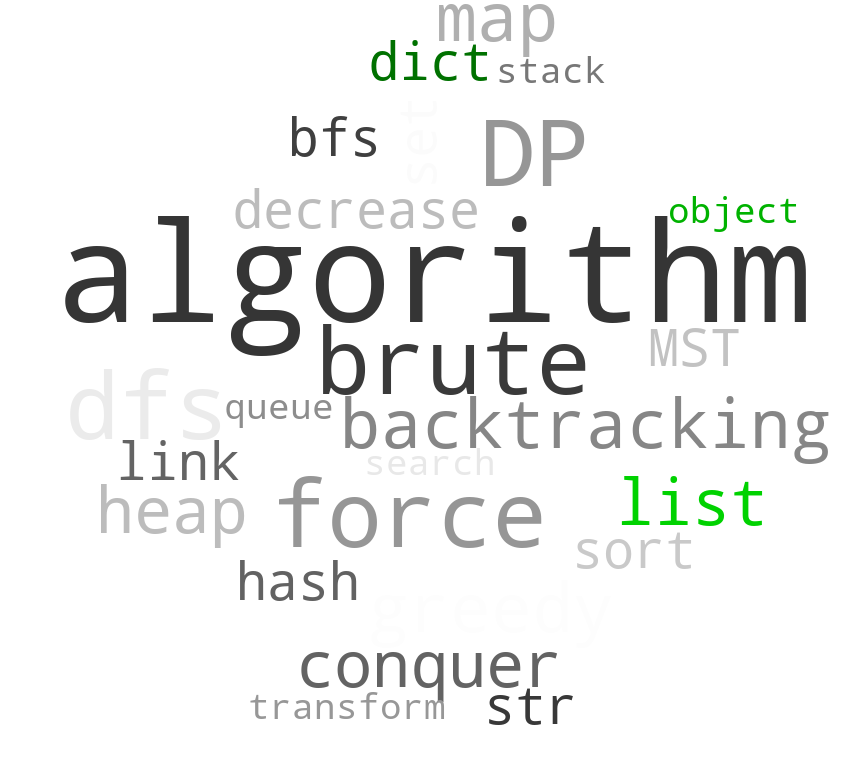 map
dict
stack
set
bfs
DP
decrease
object
algorithm
brute
MST
dfs
queue
backtracking
link
search
heap
force
list
sort
hash
greedy
conquer
transform
str